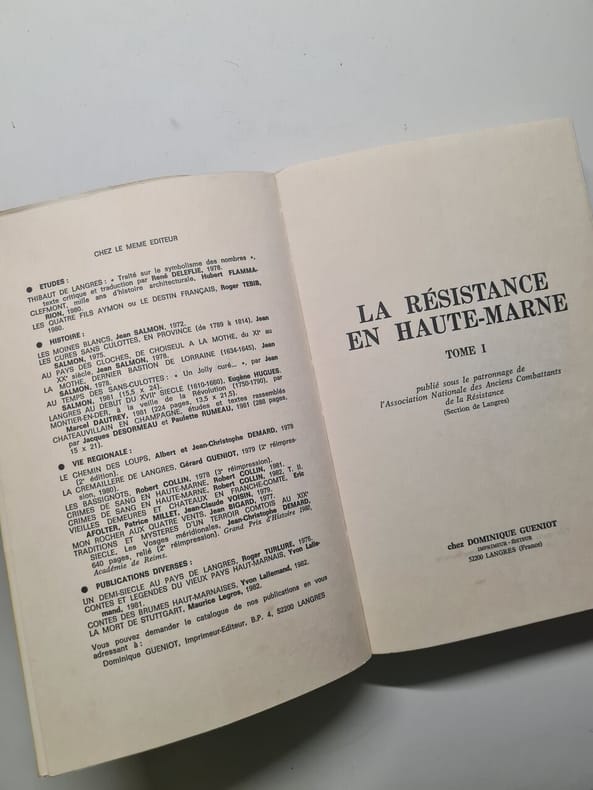 CHEZ LE MEME EDITEUR
● ETUDES :
THIBAUT DE LANGRES : « Traité sur le symbolisme des nombres »,
texte critique et traduction par René DELEFLIE, 1978.
CLEFMONT, mille ans d'histoire architecturale, Hubert FLAMMA-
RION, 1980.
LES QUATRE FILS AYMON ou LE DESTIN FRANÇAIS, Roger TEBIB,
1980.
● HISTOIRE :
LES MOINES BLANCS, Jean SALMON, 1972.
LES CURES SANS CULOTTES, EN PROVINCE (de 1789 à 1814), Jean
SALMON, 1975.
AU PAYS DES CLOCHES, DE CHOISEUL A LA MOTHE, du XIe au
XXe siècle, Jean SALMON, 1976.
LA MOTHE, DERNIER BASTION DE LORRAINE (1634-1645), Jean
SALMON, 1978.
AU TEMPS DES SANS-CULOTTES : « Un Jolly curé... », par Jean
SALMON, 1981 (15,5 x 24).
LANGRES AU DEBUT DU XVIIe SIECLE (1610-1660), Eugène HUGUES.
MONTIER-EN-DER, à la veille de la Révolution (1750-1790), par
Marcel DAUTREY, 1981 (224 pages, 13,5 x 21,5).
CHATEAUVILLAIN EN CHAMPAGNE, études et textes rassemblés
par Jacques DESORMEAU et Paulette RUMEAU, 1981 (288 pages,
15 x 21).
● VIE REGIONALE :
LE CHEMIN DES LOUPS, Albert et Jean-Christophe DEMARD, 1978
(2e édition).
LA CREMAILLERE DE LANGRES, Gérard GUENIOT, 1979 (2e réimpres-
sion, 1980).
LES BASSIGNOTS, Robert COLLIN, 1978 (3e réimpression).
CRIMES DE SANG EN HAUTE-MARNE, Robert COLLIN, 1981.
CRIMES DE SANG EN HAUTE-MARNE, Robert COLLIN, 1982, T. II.
VIEILLES DEMEURES ET CHATEAUX EN FRANCHE-COMTE, Eric
AFOLTER, Patrice MILLET, Jean-Claude VOISIN, 1979.
MON ROCHER AUX QUATRE VENTS, Jean BIGARD, 1977.
TRADITIONS ET MYSTERES D'UN TERROIR COMTOIS AU XIXe
SIECLE, Les Vosges méridionales, Jean-Christophe DEMARD,
640 pages, relié (2e réimpression). Grand Prix d'Histoire 1982,
Académie de Reims.
● PUBLICATIONS DIVERSES :
UN DEMI-SIECLE AU PAYS DE LANGRES, Roger TURLURE, 1976.
CONTES ET LEGENDES DU VIEUX PAYS HAUT-MARNAIS, Yvon Lalle-
mand, 1981.
CONTES DES BRUMES HAUT-MARNAISES, Yvon Lallemand, 1982.
LA MORT DE STUTTGART, Maurice Legros, 1982.
Vous pouvez demander le catalogue de nos publications en vous
adressant à :
Dominique GUENIOT, Imprimeur-Editeur, B.P. 4, 52200 LANGRES
LA RÉSISTANCE
EN HAUTE-MARNE
TOME I
publié sous le patronage de
l'Association Nationale des Anciens Combattants
de la Résistance
(Section de Langres)
chez DOMINIQUE GUENIOT
IMPRIMEUR - ÉDITEUR
52200 LANGRES (France)